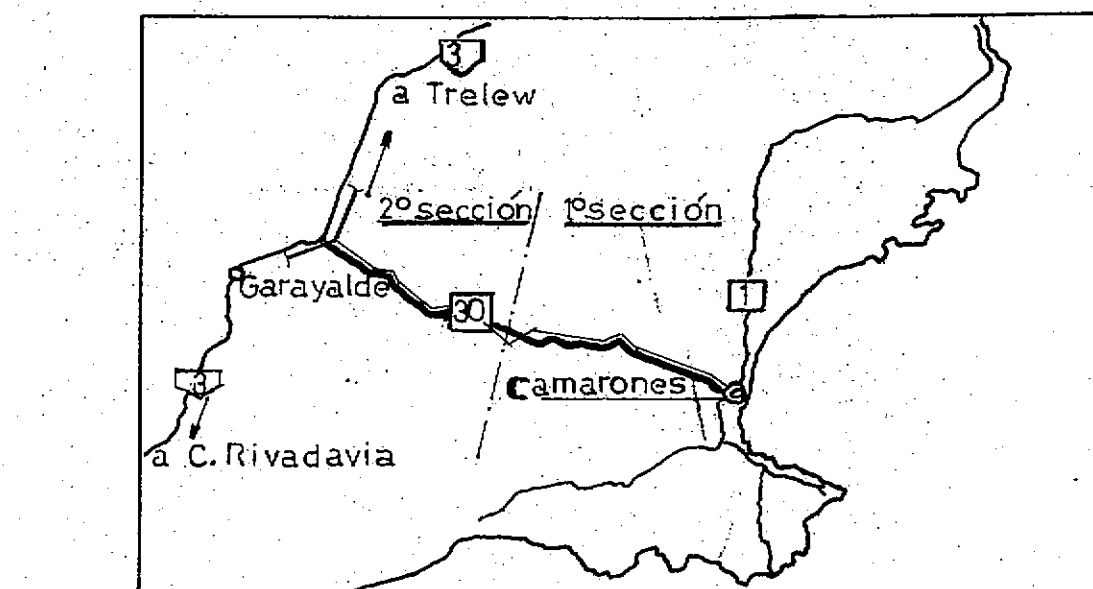 3
a Trelew
2º sección
1º sección
1
Garayalde
30
Camarones
3
a C. Rivadavia